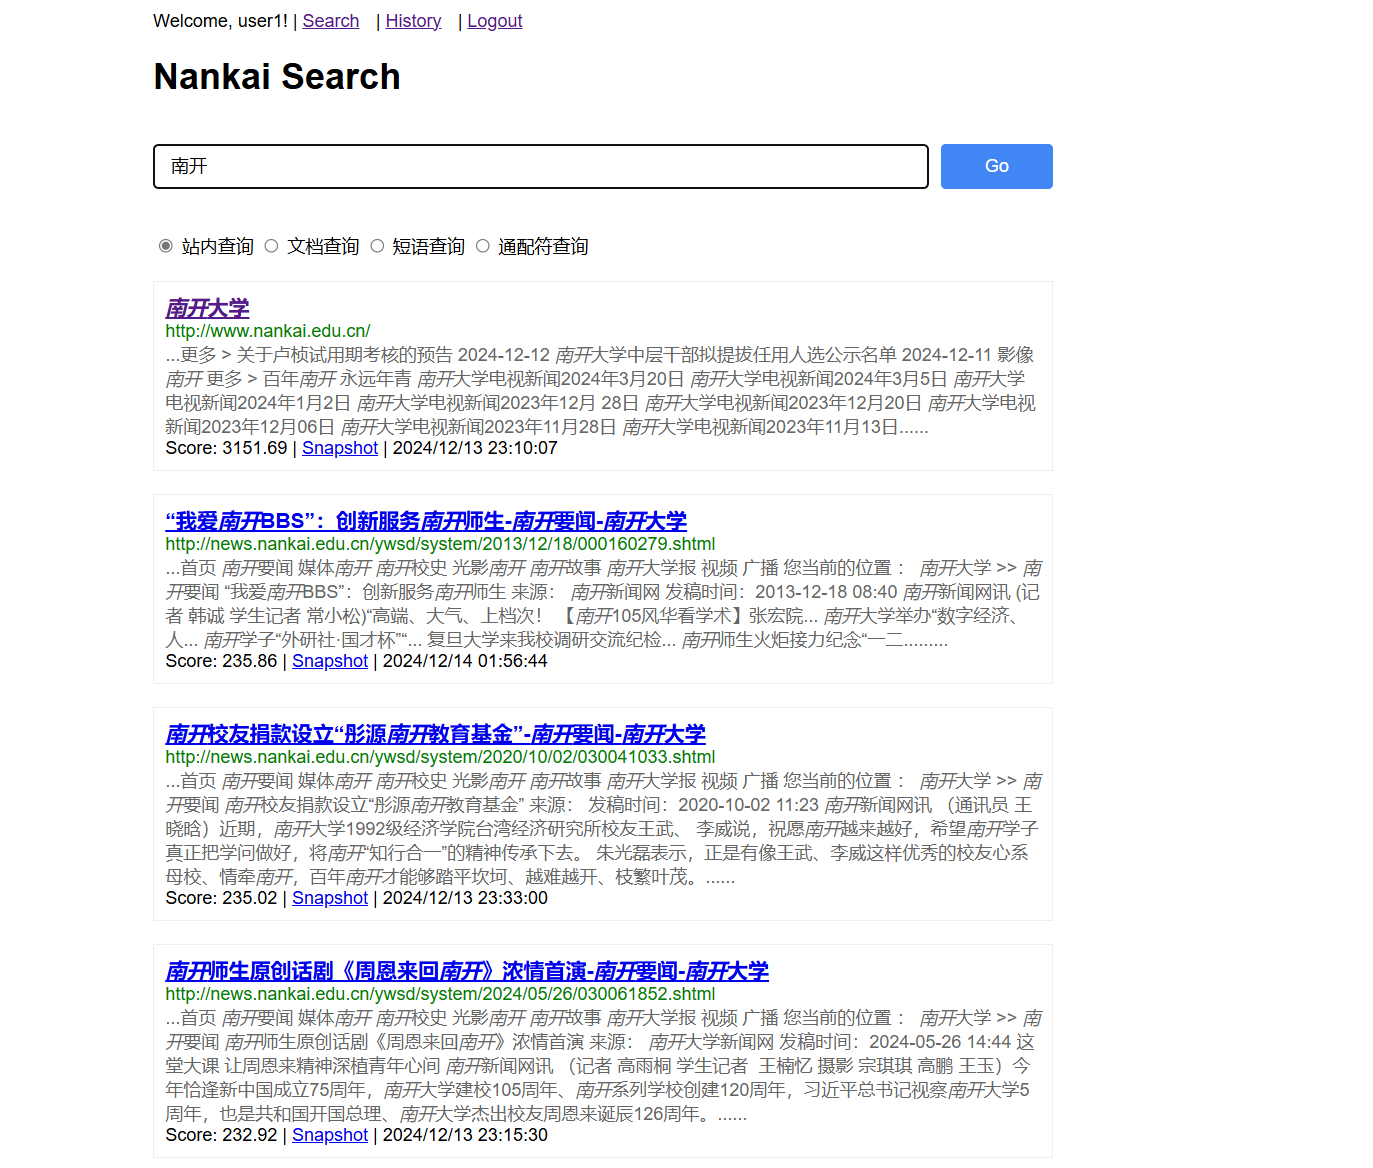 Welcome, user1! | Search | History | Logout
Nankai Search
南开
Go
站内查询 文档查询 短语查询 通配符查询
南开大学
http://www.nankai.edu.cn/
...更多 > 关于卢桢试用期考核的预告 2024-12-12 南开大学中层干部拟提拔任用人选公示名单 2024-12-11 影像
南开 更多 > 百年南开 永远年青 南开大学电视新闻2024年3月20日 南开大学电视新闻2024年3月5日 南开大学
电视新闻2024年1月2日 南开大学电视新闻2023年12月 28日 南开大学电视新闻2023年12月20日 南开大学电视
新闻2023年12月06日 南开大学电视新闻2023年11月28日 南开大学电视新闻2023年11月13日......
Score: 3151.69 | Snapshot | 2024/12/13 23:10:07
“我爱南开BBS”：创新服务南开师生-南开要闻-南开大学
http://news.nankai.edu.cn/ywsd/system/2013/12/18/000160279.shtml
...首页 南开要闻 媒体南开 南开校史 光影南开 南开故事 南开大学报 视频 广播 您当前的位置 ： 南开大学 >> 南
开要闻 “我爱南开BBS”：创新服务南开师生 来源： 南开新闻网 发稿时间：2013-12-18 08:40 南开新闻网讯 (记
者 韩诚 学生记者 常小松)“高端、大气、上档次！ 【南开105风华看学术】张宏院... 南开大学举办“数字经济、
人... 南开学子“外研社·国才杯”“... 复旦大学来我校调研交流纪检... 南开师生火炬接力纪念“一二.........
Score: 235.86 | Snapshot | 2024/12/14 01:56:44
南开校友捐款设立“彤源南开教育基金”-南开要闻-南开大学
http://news.nankai.edu.cn/ywsd/system/2020/10/02/030041033.shtml
...首页 南开要闻 媒体南开 南开校史 光影南开 南开故事 南开大学报 视频 广播 您当前的位置 ： 南开大学 >> 南
开要闻 南开校友捐款设立“彤源南开教育基金” 来源： 发稿时间：2020-10-02 11:23 南开新闻网讯 （通讯员 王
晓晗）近期，南开大学1992级经济学院台湾经济研究所校友王武、 李威说，祝愿南开越来越好，希望南开学子
真正把学问做好，将南开“知行合一”的精神传承下去。 朱光磊表示，正是有像王武、李威这样优秀的校友心系
母校、情牵南开，百年南开才能够踏平坎坷、越难越开、枝繁叶茂。......
Score: 235.02 | Snapshot | 2024/12/13 23:33:00
南开师生原创话剧《周恩来回南开》浓情首演-南开要闻-南开大学
http://news.nankai.edu.cn/ywsd/system/2024/05/26/030061852.shtml
...首页 南开要闻 媒体南开 南开校史 光影南开 南开故事 南开大学报 视频 广播 您当前的位置 ： 南开大学 >> 南
开要闻 南开师生原创话剧《周恩来回南开》浓情首演 来源： 南开大学新闻网 发稿时间：2024-05-26 14:44 这
堂大课 让周恩来精神深植青年心间 南开新闻网讯 （记者 高雨桐 学生记者 王楠忆 摄影 宗琪琪 高鹏 王玉）今
年恰逢新中国成立75周年，南开大学建校105周年、南开系列学校创建120周年，习近平总书记视察南开大学5
周年，也是共和国开国总理、南开大学杰出校友周恩来诞辰126周年。......
Score: 232.92 | Snapshot | 2024/12/13 23:15:30